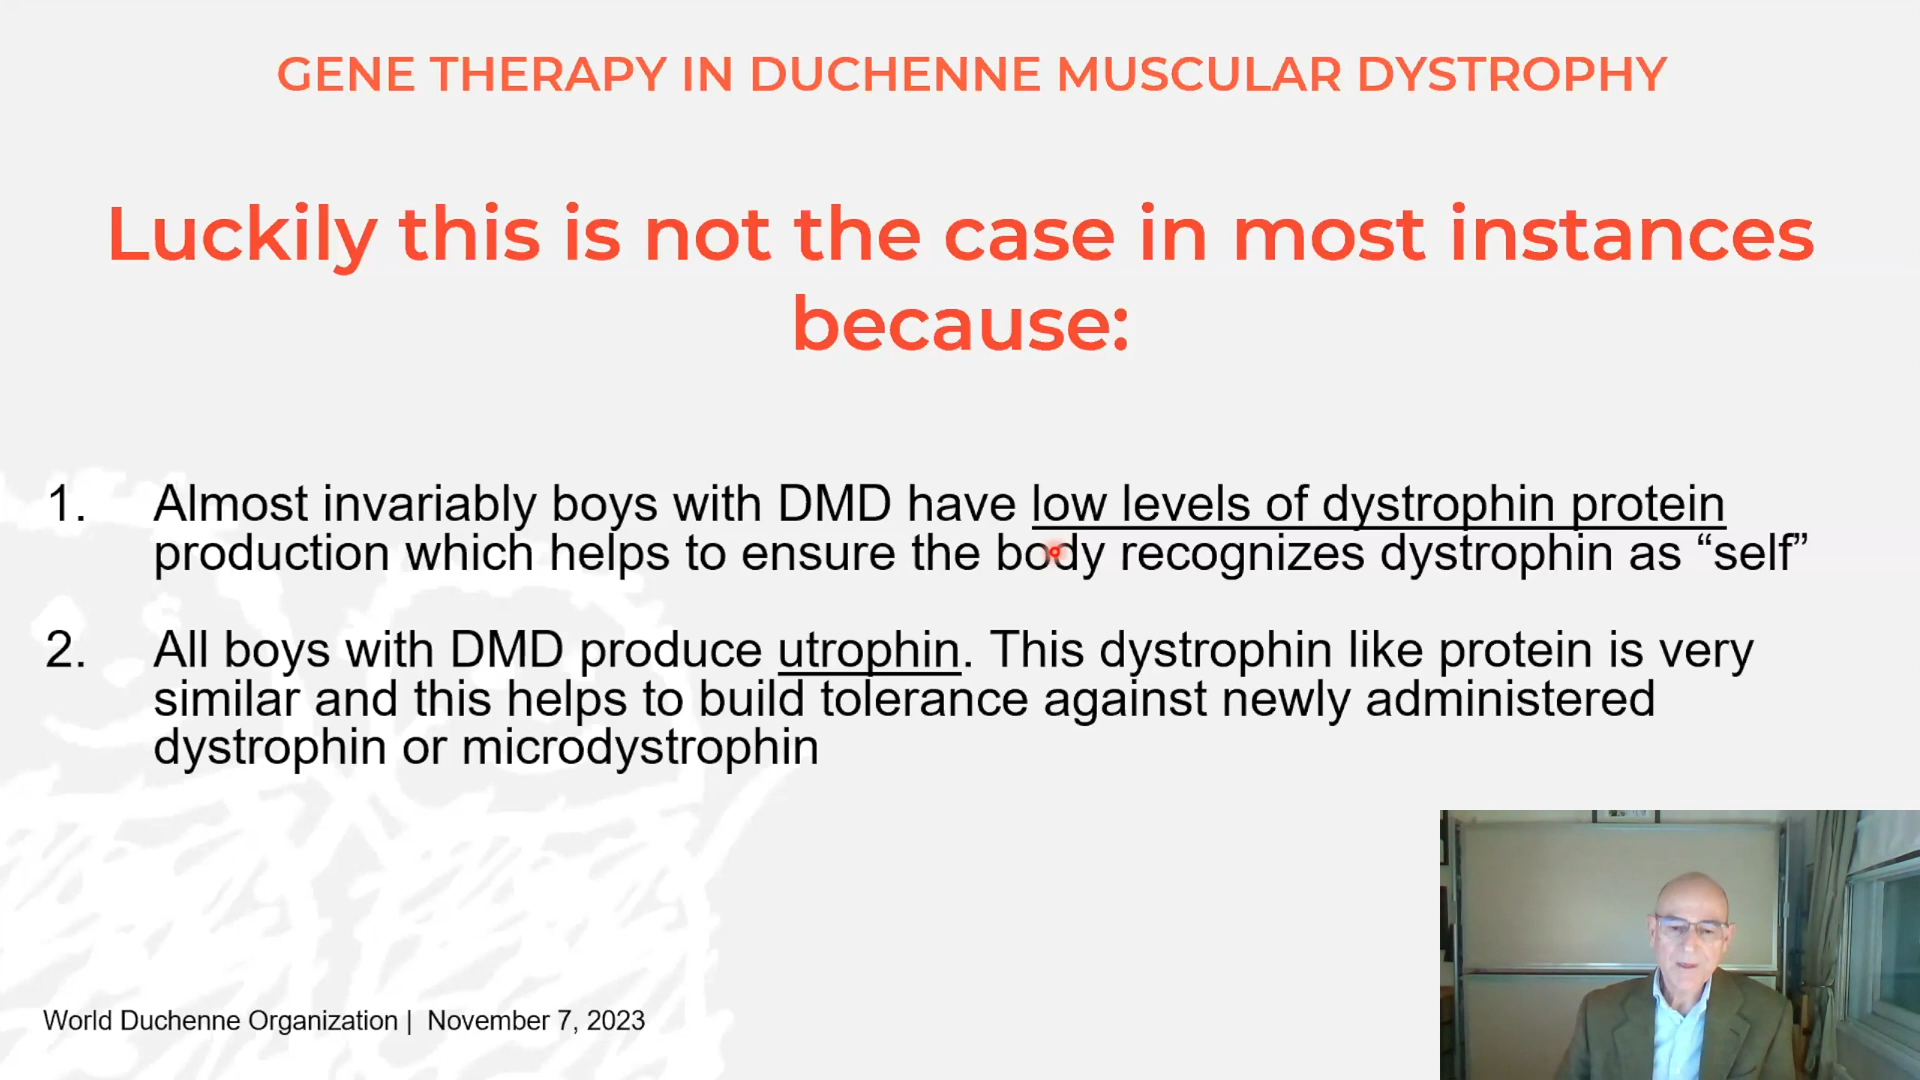 GENE THERAPY IN DUCHENNE MUSCULAR DYSTROPHY
Luckily this is not the case in most instances
because:
1. Almost invariably boys with DMD have low levels of dystrophin protein
production which helps to ensure the body recognizes dystrophin as “self”
2. All boys with DMD produce utrophin. This dystrophin like protein is very
similar and this helps to build tolerance against newly administered
dystrophin or microdystrophin
World Duchenne Organization | November 7, 2023